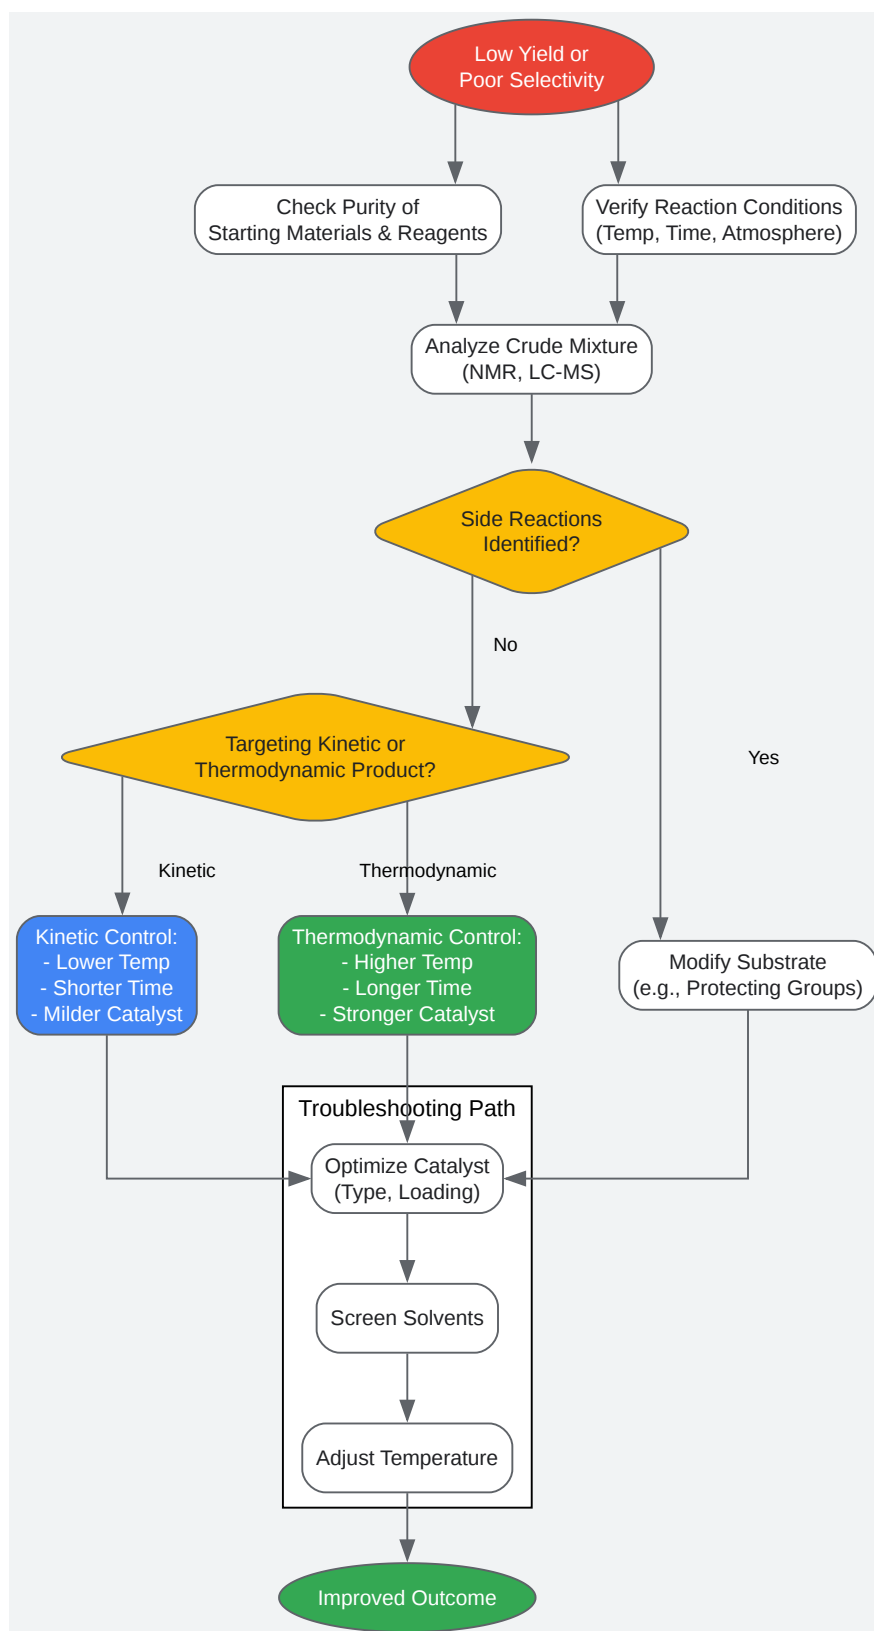 Low Yield or
Poor Selectivity
Check Purity of
Starting Materials & Reagents
Verify Reaction Conditions
(Temp, Time, Atmosphere)
Analyze Crude Mixture
(NMR, LC-MS)
Side Reactions
Identified?
No
Targeting Kinetic or
Thermodynamic Product?
Yes
Kinetic
Thermodynamic
Kinetic Control:
- Lower Temp
- Shorter Time
- Milder Catalyst
Thermodynamic Control:
- Higher Temp
- Longer Time
- Stronger Catalyst
Modify Substrate
(e.g., Protecting Groups)
Troubleshooting Path
Optimize Catalyst
(Type, Loading)
Screen Solvents
Adjust Temperature
Improved Outcome